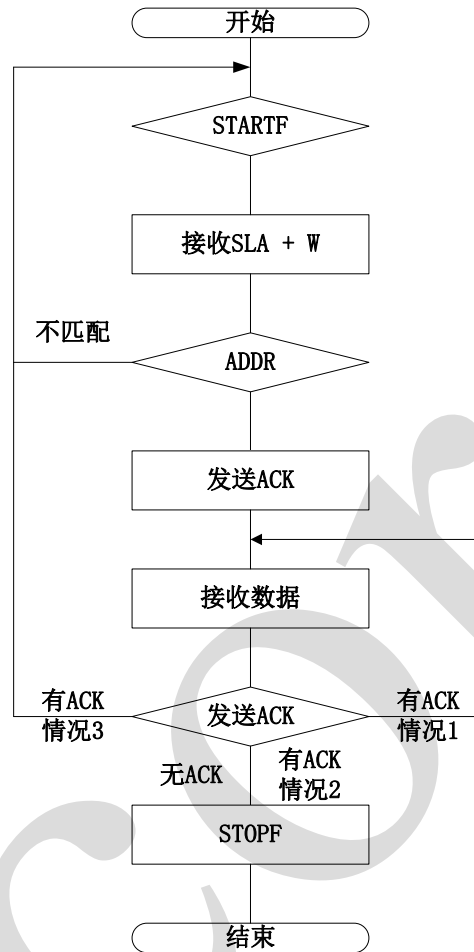 开始
STARTF
接收SLA + W
不匹配
ADDR
发送ACK
接收数据
有ACK
情况3
发送ACK
有ACK
情况1
无ACK
有ACK
情况2
STOPF
结束